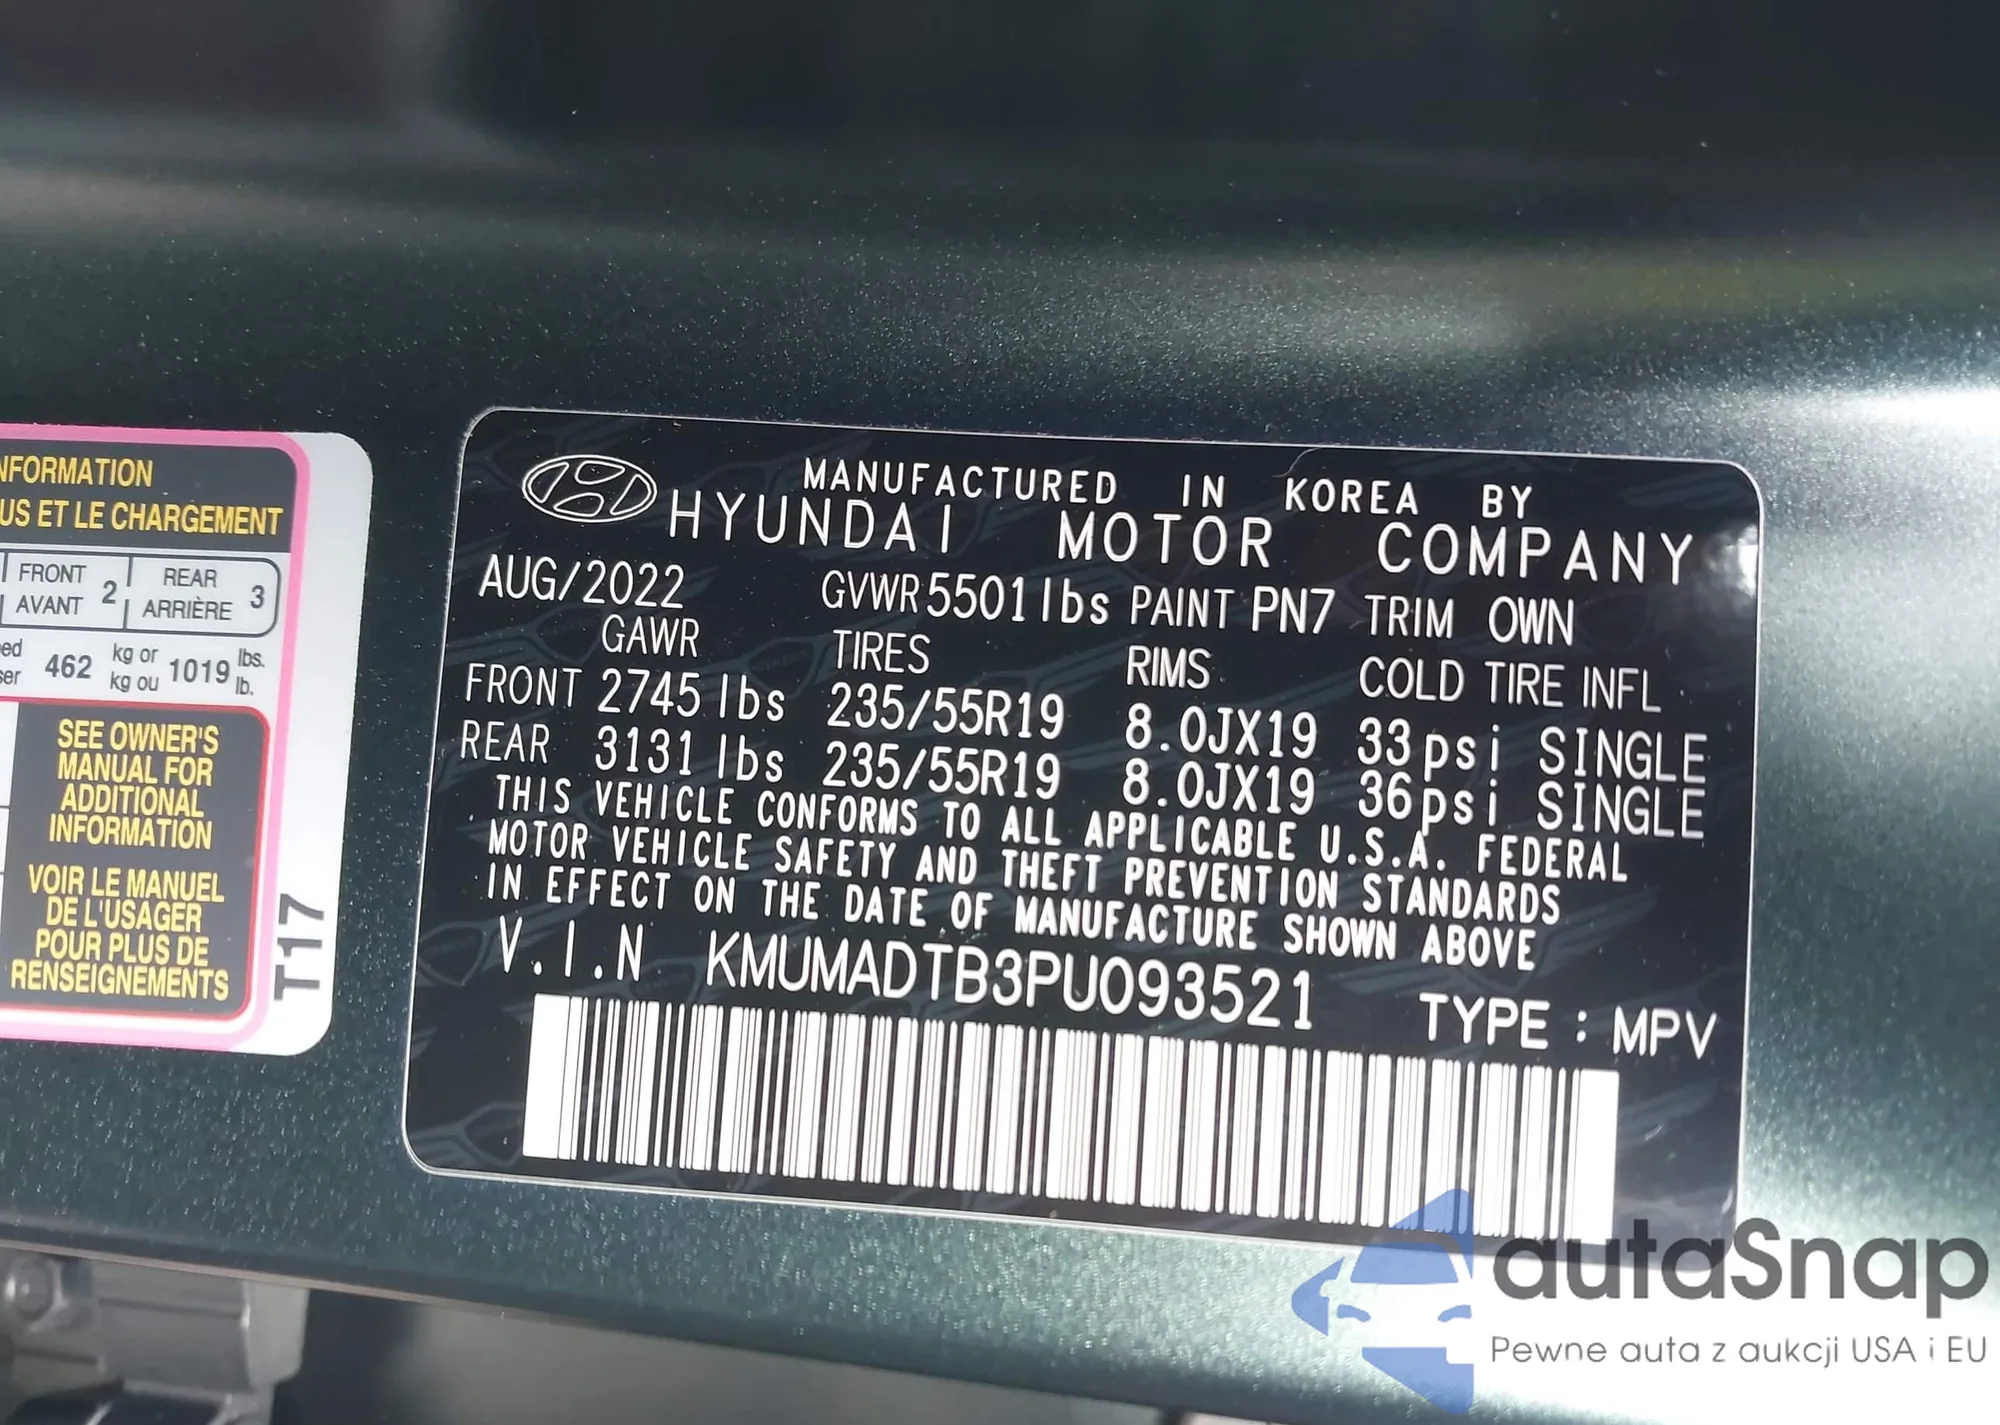 NFORMATION
US ET LE CHARGEMENT
FRONT 2 REAR 3
AVANT ARRIÈRE
462 kg or 1019 lbs.
kg ou lb.
SEE OWNER'S
MANUAL FOR
ADDITIONAL
INFORMATION
VOIR LE MANUEL
DE L'USAGER
POUR PLUS DE
RENSEIGNEMENTS
T17
MANUFACTURED IN KOREA BY
HYUNDAI MOTOR COMPANY
AUG/2022 GVWR 5501 lbs PAINT PN7 TRIM OWN
GAWR TIRES RIMS COLD TIRE INFL
FRONT 2745 lbs 235/55R19 8.0JX19 33psi SINGLE
REAR 3131 lbs 235/55R19 8.0JX19 36psi SINGLE
THIS VEHICLE CONFORMS TO ALL APPLICABLE U.S.A. FEDERAL
MOTOR VEHICLE SAFETY AND THEFT PREVENTION STANDARDS
IN EFFECT ON THE DATE OF MANUFACTURE SHOWN ABOVE
V.I.N KMUMADTB3PU093521 TYPE : MPV
autaSnap
Pewne auta z aukcji USA i EU